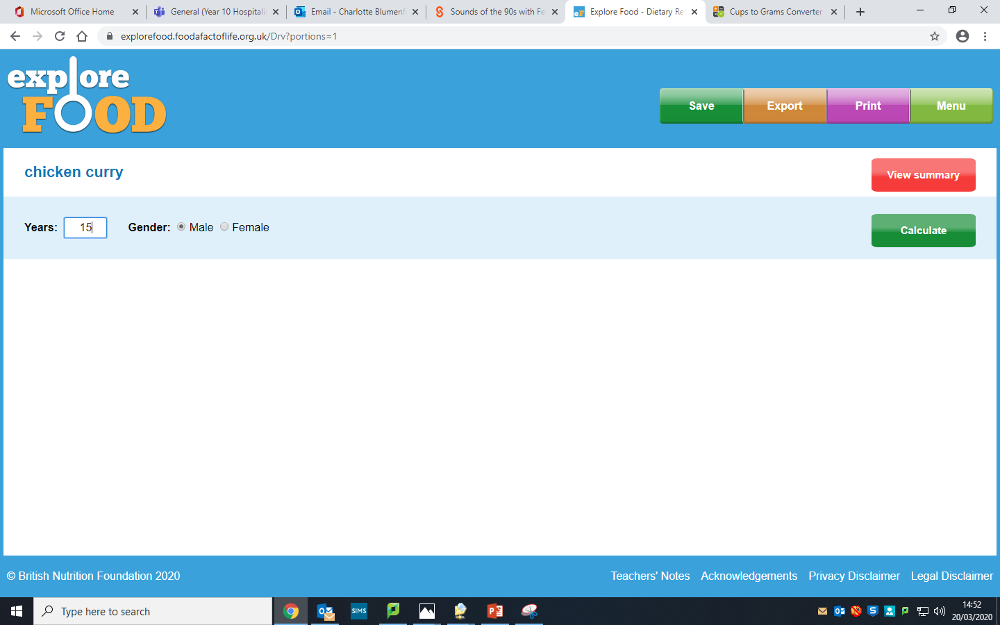 Microsoft Office Home
General (Year 10 Hospitali
Email - Charlotte Blumenf
Sounds of the 90s with Fe
Explore Food - Dietary Re
Cups to Grams Converter
explorefood.foodafactoflife.org.uk/Drv?portions=1
explore
FOOD
Save
Export
Print
Menu
chicken curry
View summary
Years: 15 Gender: Male Female
Calculate
© British Nutrition Foundation 2020
Teachers' Notes Acknowledgements Privacy Disclaimer Legal Disclaimer
Type here to search
SIMS
14:52
20/03/2020